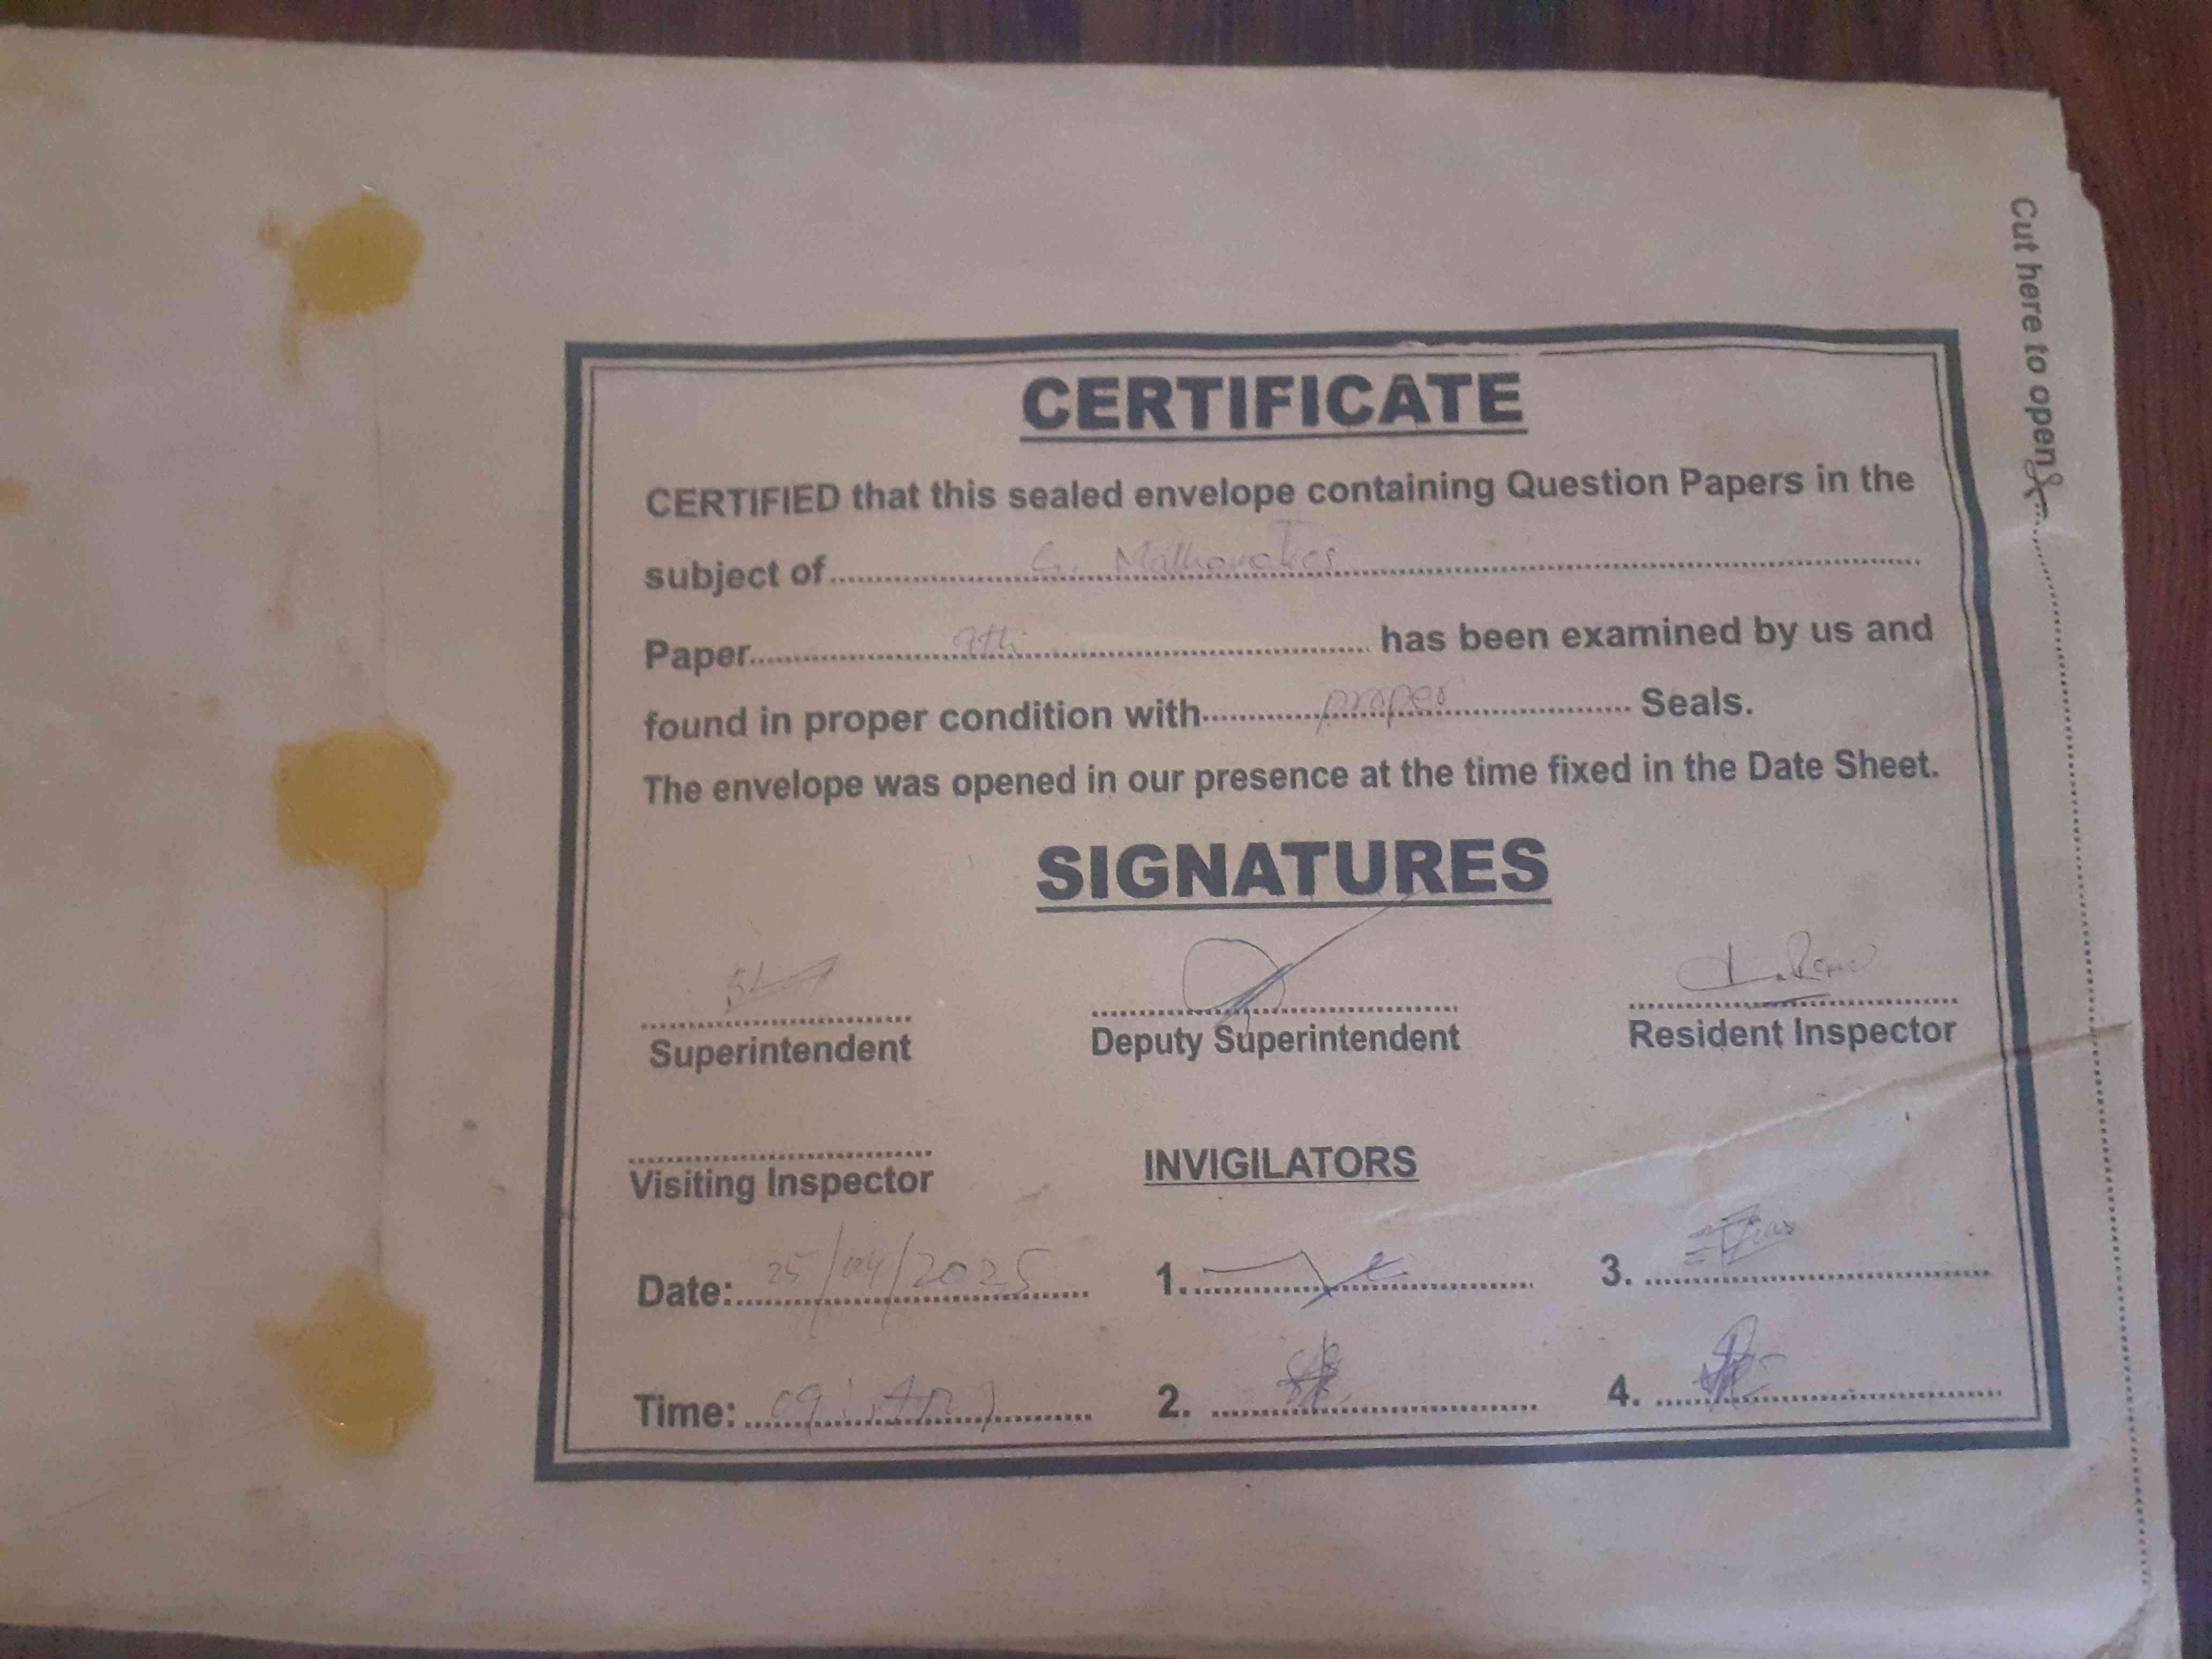 Cut here to open
CERTIFICATE
CERTIFIED that this sealed envelope containing Question Papers in the
subject of G. Mathematics
Paper 9th has been examined by us and
found in proper condition with proper Seals.
The envelope was opened in our presence at the time fixed in the Date Sheet.
SIGNATURES
Superintendent Deputy Superintendent Resident Inspector
Visiting Inspector INVIGILATORS
Date: 25/04/2025 1. 3.
Time: 09: 2. 4.